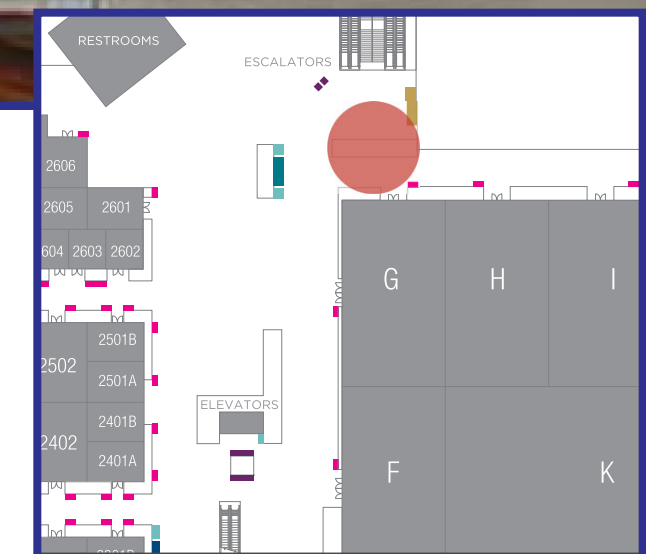 RESTROOMS
ESCALATORS
2606
2605
2601
604
2603
2602
G
H
I
2501B
2502
2501A
ELEVATORS
2401B
2402
2401A
F
K